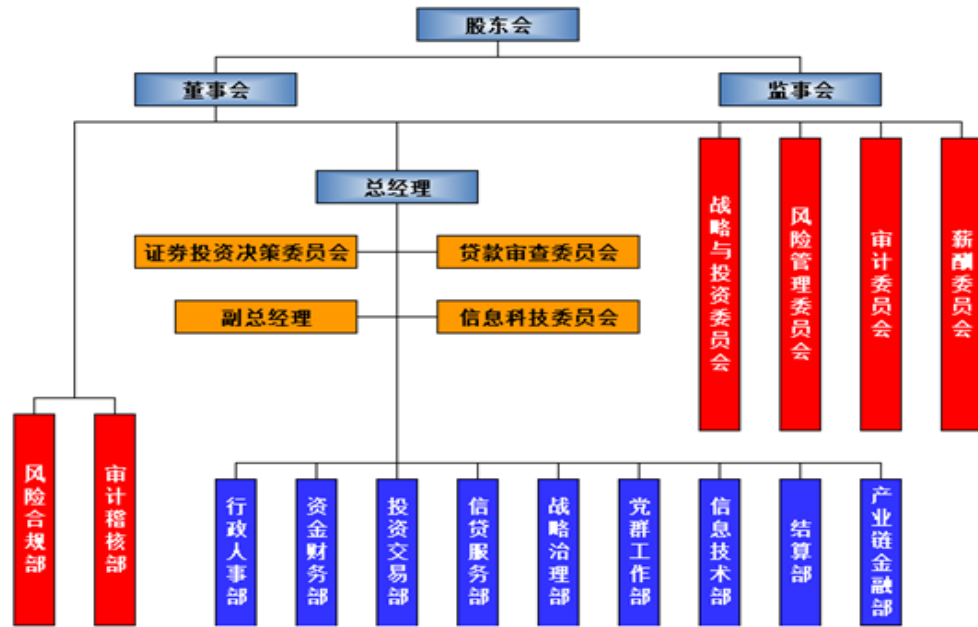 股东会
董事会
监事会
总经理
证券投资决策委员会
贷款审查委员会
副总经理
信息科技委员会
战略与投资委员会
风险管理委员会
审计委员会
薪酬委员会
风险合规部
审计稽核部
行政人事部
资金财务部
投资交易部
信贷服务部
战略治理部
党群工作部
信息技术部
结算部
产业链金融部